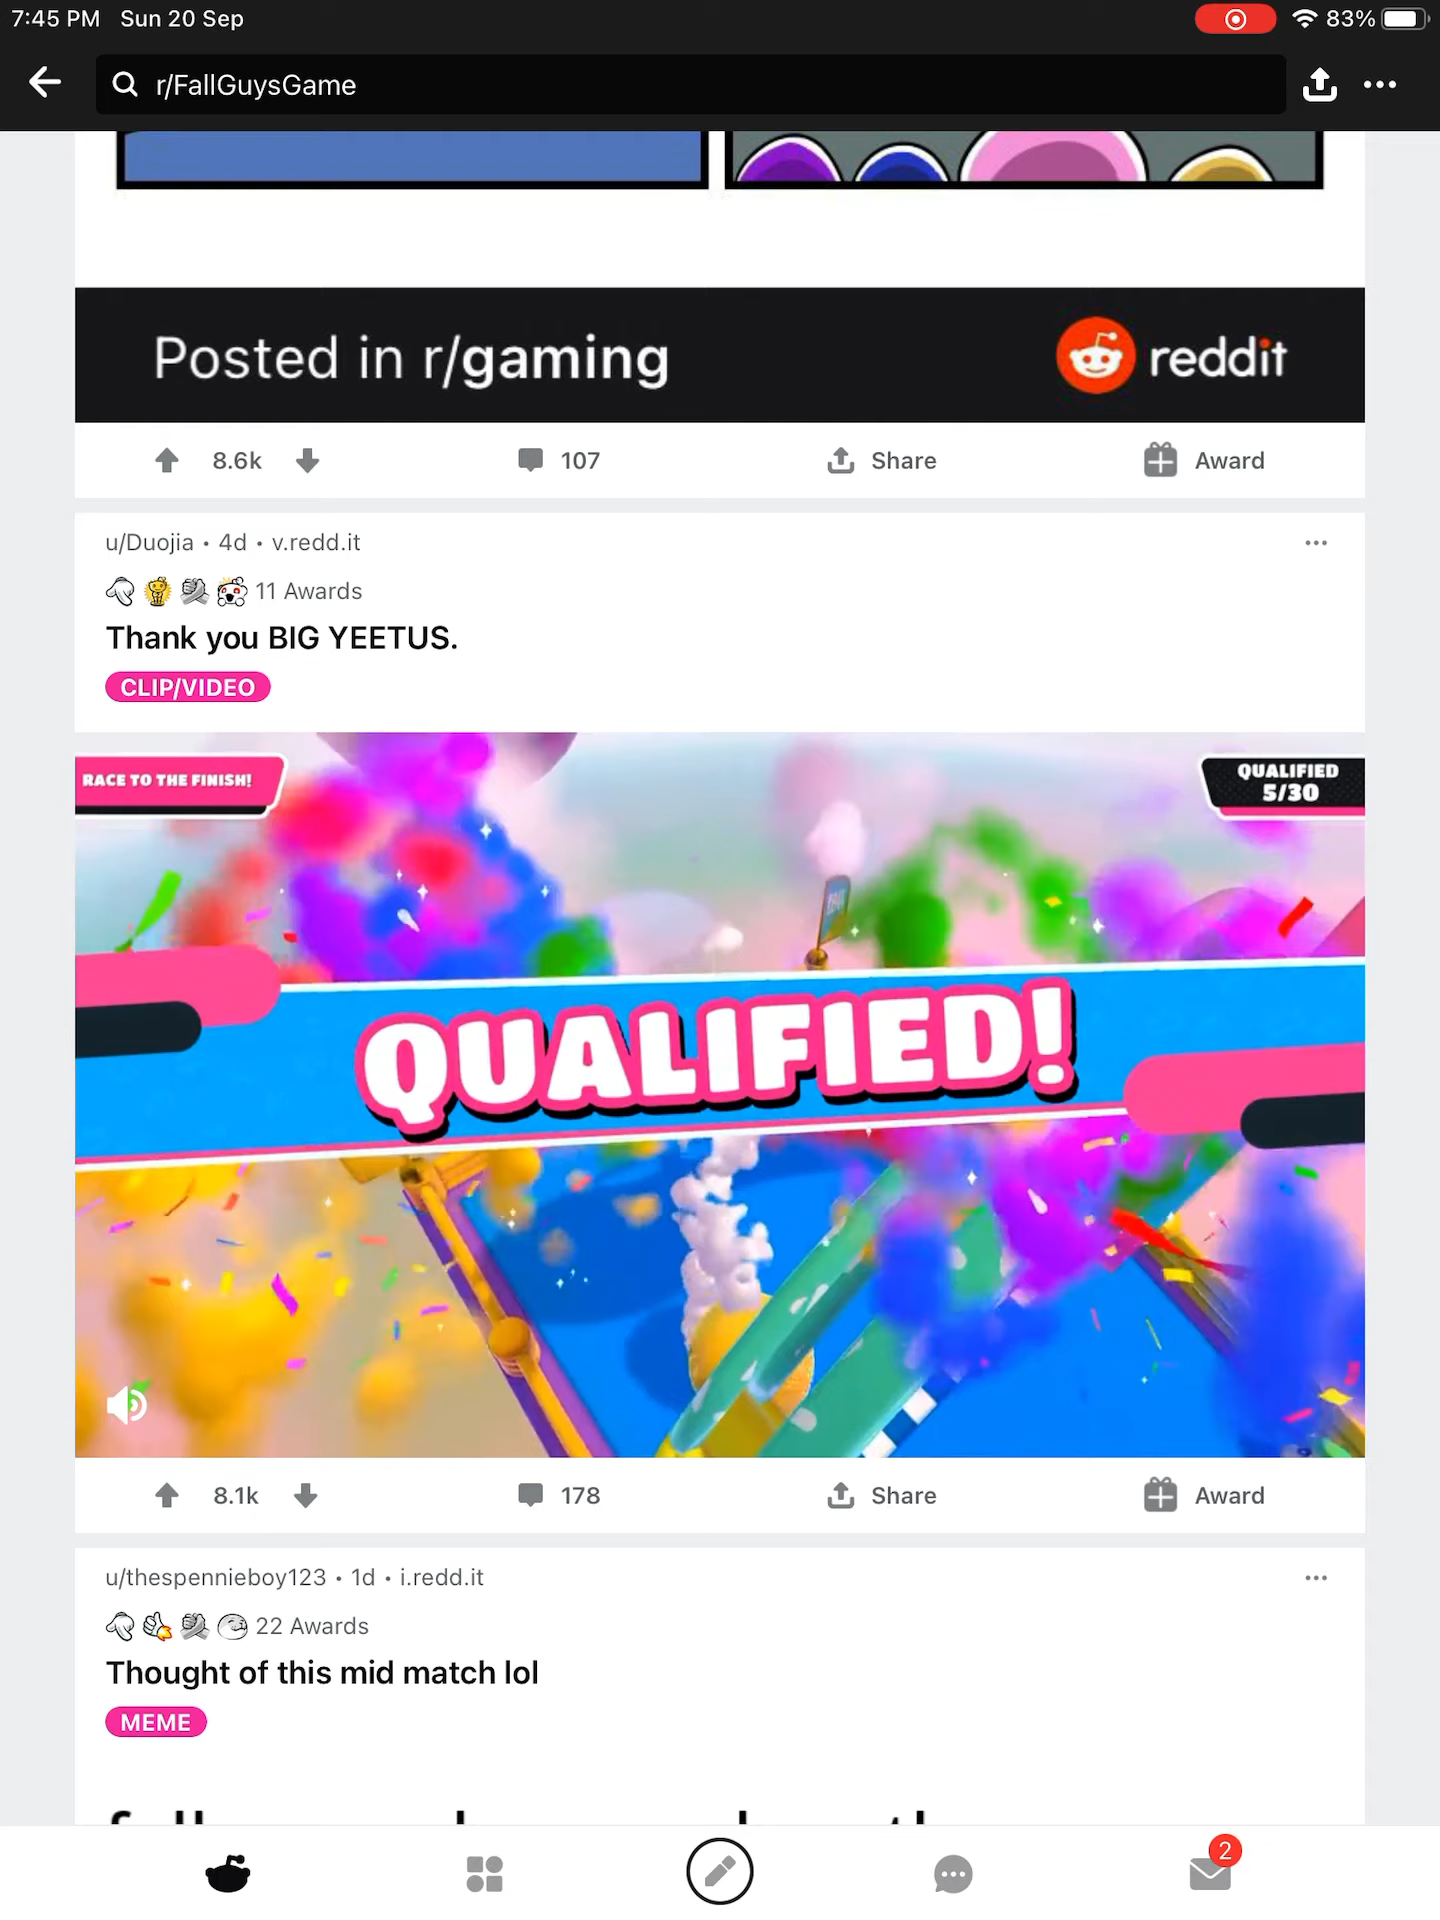 7:45 PM Sun 20 Sep
83%
r/FallGuysGame
Posted in r/gaming
reddit
8.6k
107
Share
Award
u/Duojia • 4d • v.redd.it
11 Awards
Thank you BIG YEETUS.
CLIP/VIDEO
RACE TO THE FINISH!
QUALIFIED
5/30
QUALIFIED!
8.1k
178
Share
Award
u/thespennieboy123 • 1d • i.redd.it
22 Awards
Thought of this mid match lol
MEME
2